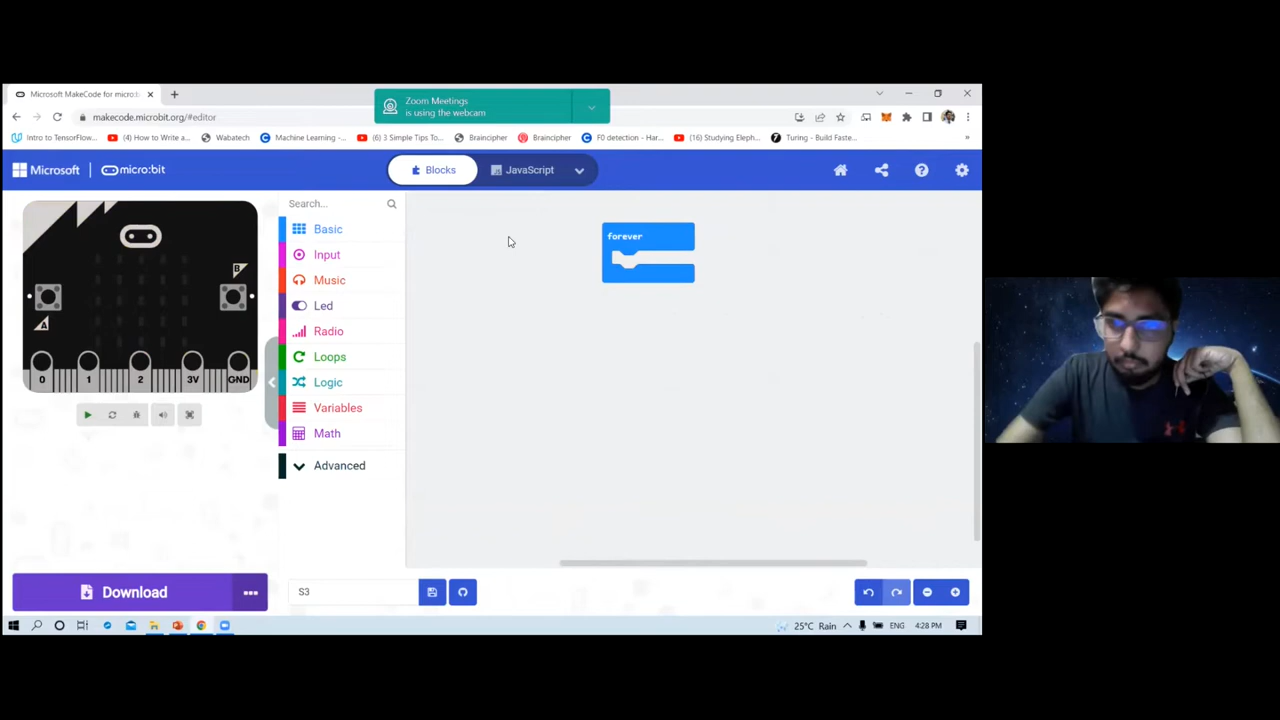 Microsoft MakeCode for micro:b
Zoom Meetings
is using the webcam
makecode.microbit.org/#editor
Intro to TensorFlow...
(4) How to Write a...
Wabatech
Machine Learning -...
(6) 3 Simple Tips To...
Braincipher
Braincipher
F0 detection - Har...
(16) Studying Eleph...
Turing - Build Faste...
»
Microsoft
micro:bit
Blocks
JavaScript
Search...
Basic
Input
Music
Led
Radio
Loops
Logic
Variables
Math
Advanced
forever
B
A
0
1
2
3V
GND
Download
S3
25°C Rain
ENG
4:28 PM